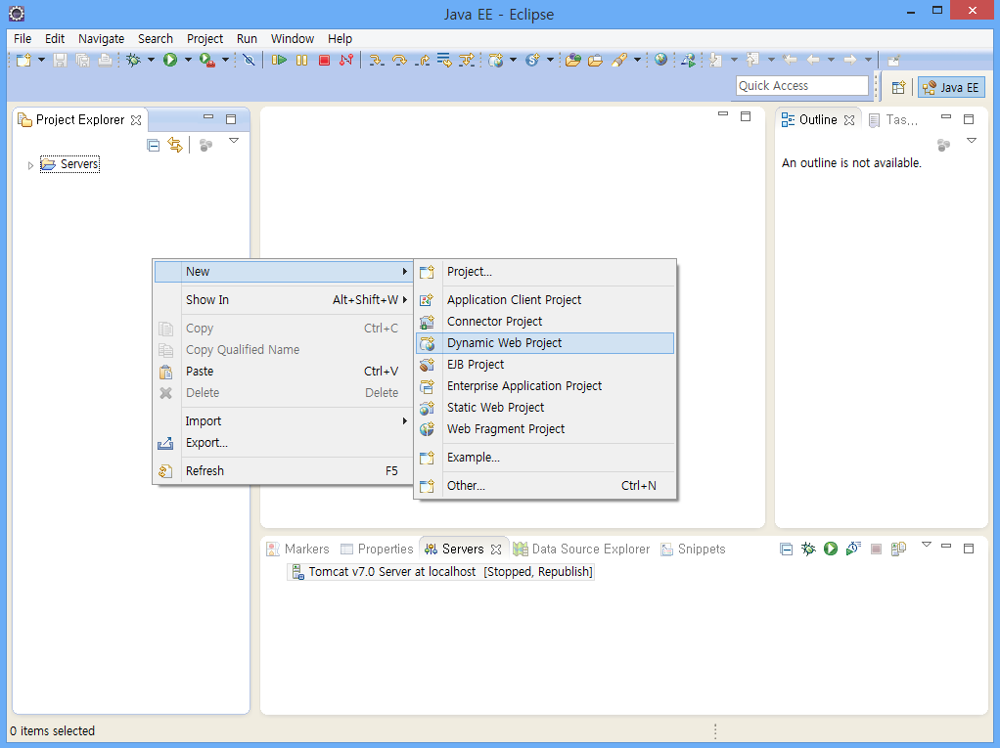 Java EE - Eclipse
File Edit Navigate Search Project Run Window Help
Quick Access
Java EE
Project Explorer
Servers
Outline
Tas...
An outline is not available.
New
Show In Alt+Shift+W
Copy Ctrl+C
Copy Qualified Name
Paste Ctrl+V
Delete Delete
Import
Export...
Refresh F5
Project...
Application Client Project
Connector Project
Dynamic Web Project
EJB Project
Enterprise Application Project
Static Web Project
Web Fragment Project
Example...
Other... Ctrl+N
Markers Properties Servers Data Source Explorer Snippets
Tomcat v7.0 Server at localhost [Stopped, Republish]
0 items selected